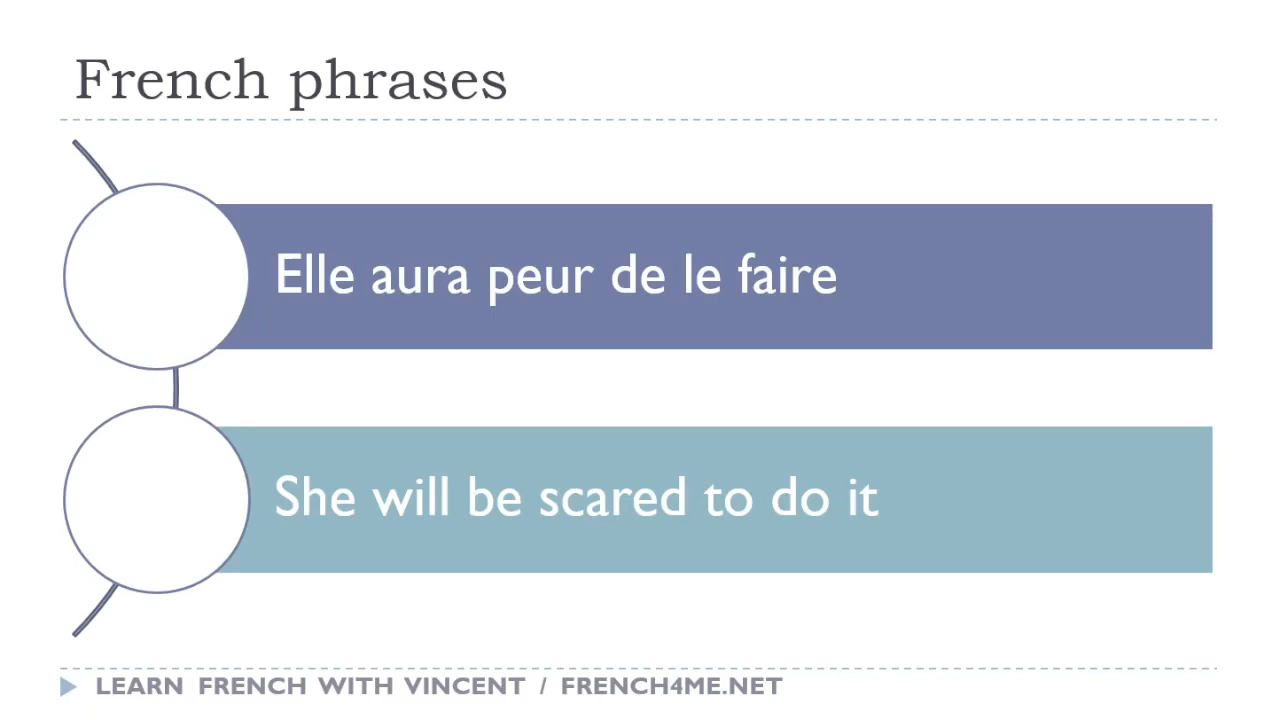 French phrases
Elle aura peur de le faire
She will be scared to do it
LEARN FRENCH WITH VINCENT / FRENCH4ME.NET